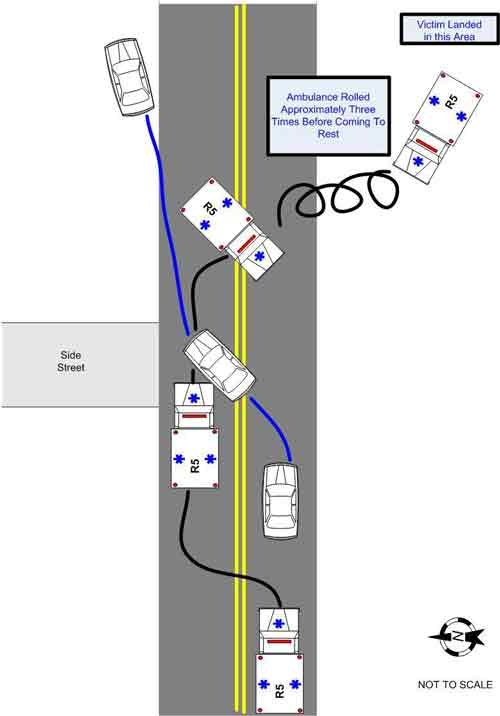 Victim Landed
in this Area
Ambulance Rolled
Approximately Three
Times Before Coming To
Rest
R5
R5
Side
Street
R5
R5
N
NOT TO SCALE